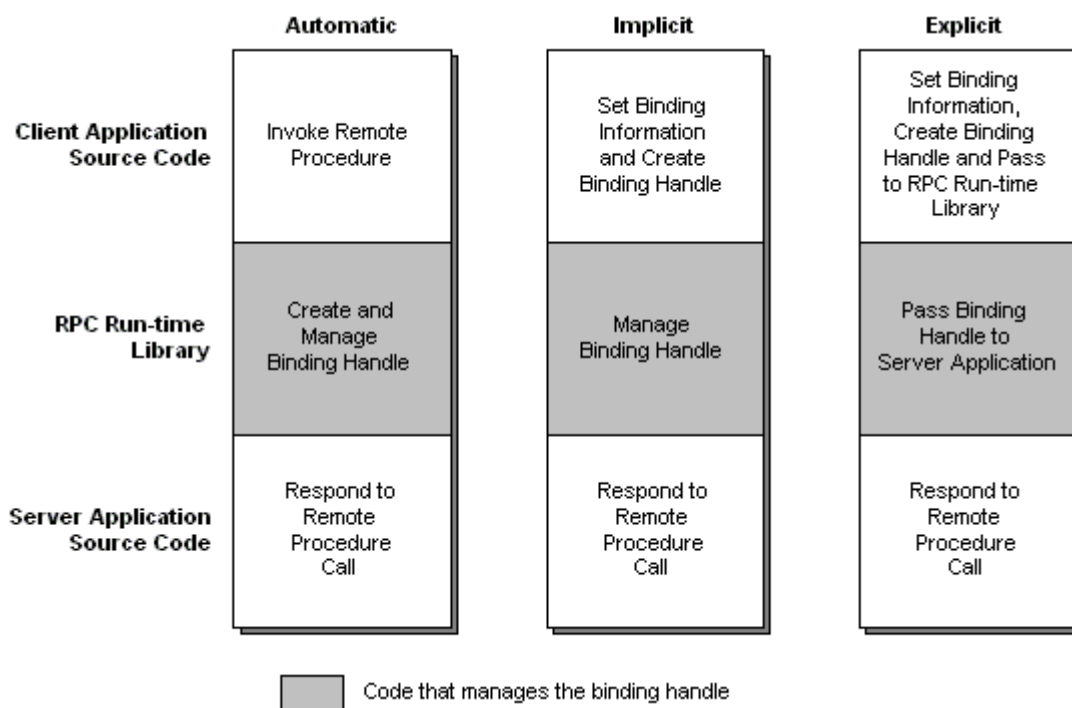 Automatic
Implicit
Explicit
Client Application
Source Code
Invoke Remote
Procedure
Set Binding
Information
and Create
Binding Handle
Set Binding
Information,
Create Binding
Handle and Pass
to RPC Run-time
Library
RPC Run-time
Library
Create and
Manage
Binding Handle
Manage
Binding Handle
Pass Binding
Handle to
Server Application
Server Application
Source Code
Respond to
Remote
Procedure
Call
Respond to
Remote
Procedure
Call
Respond to
Remote
Procedure
Call
Code that manages the binding handle